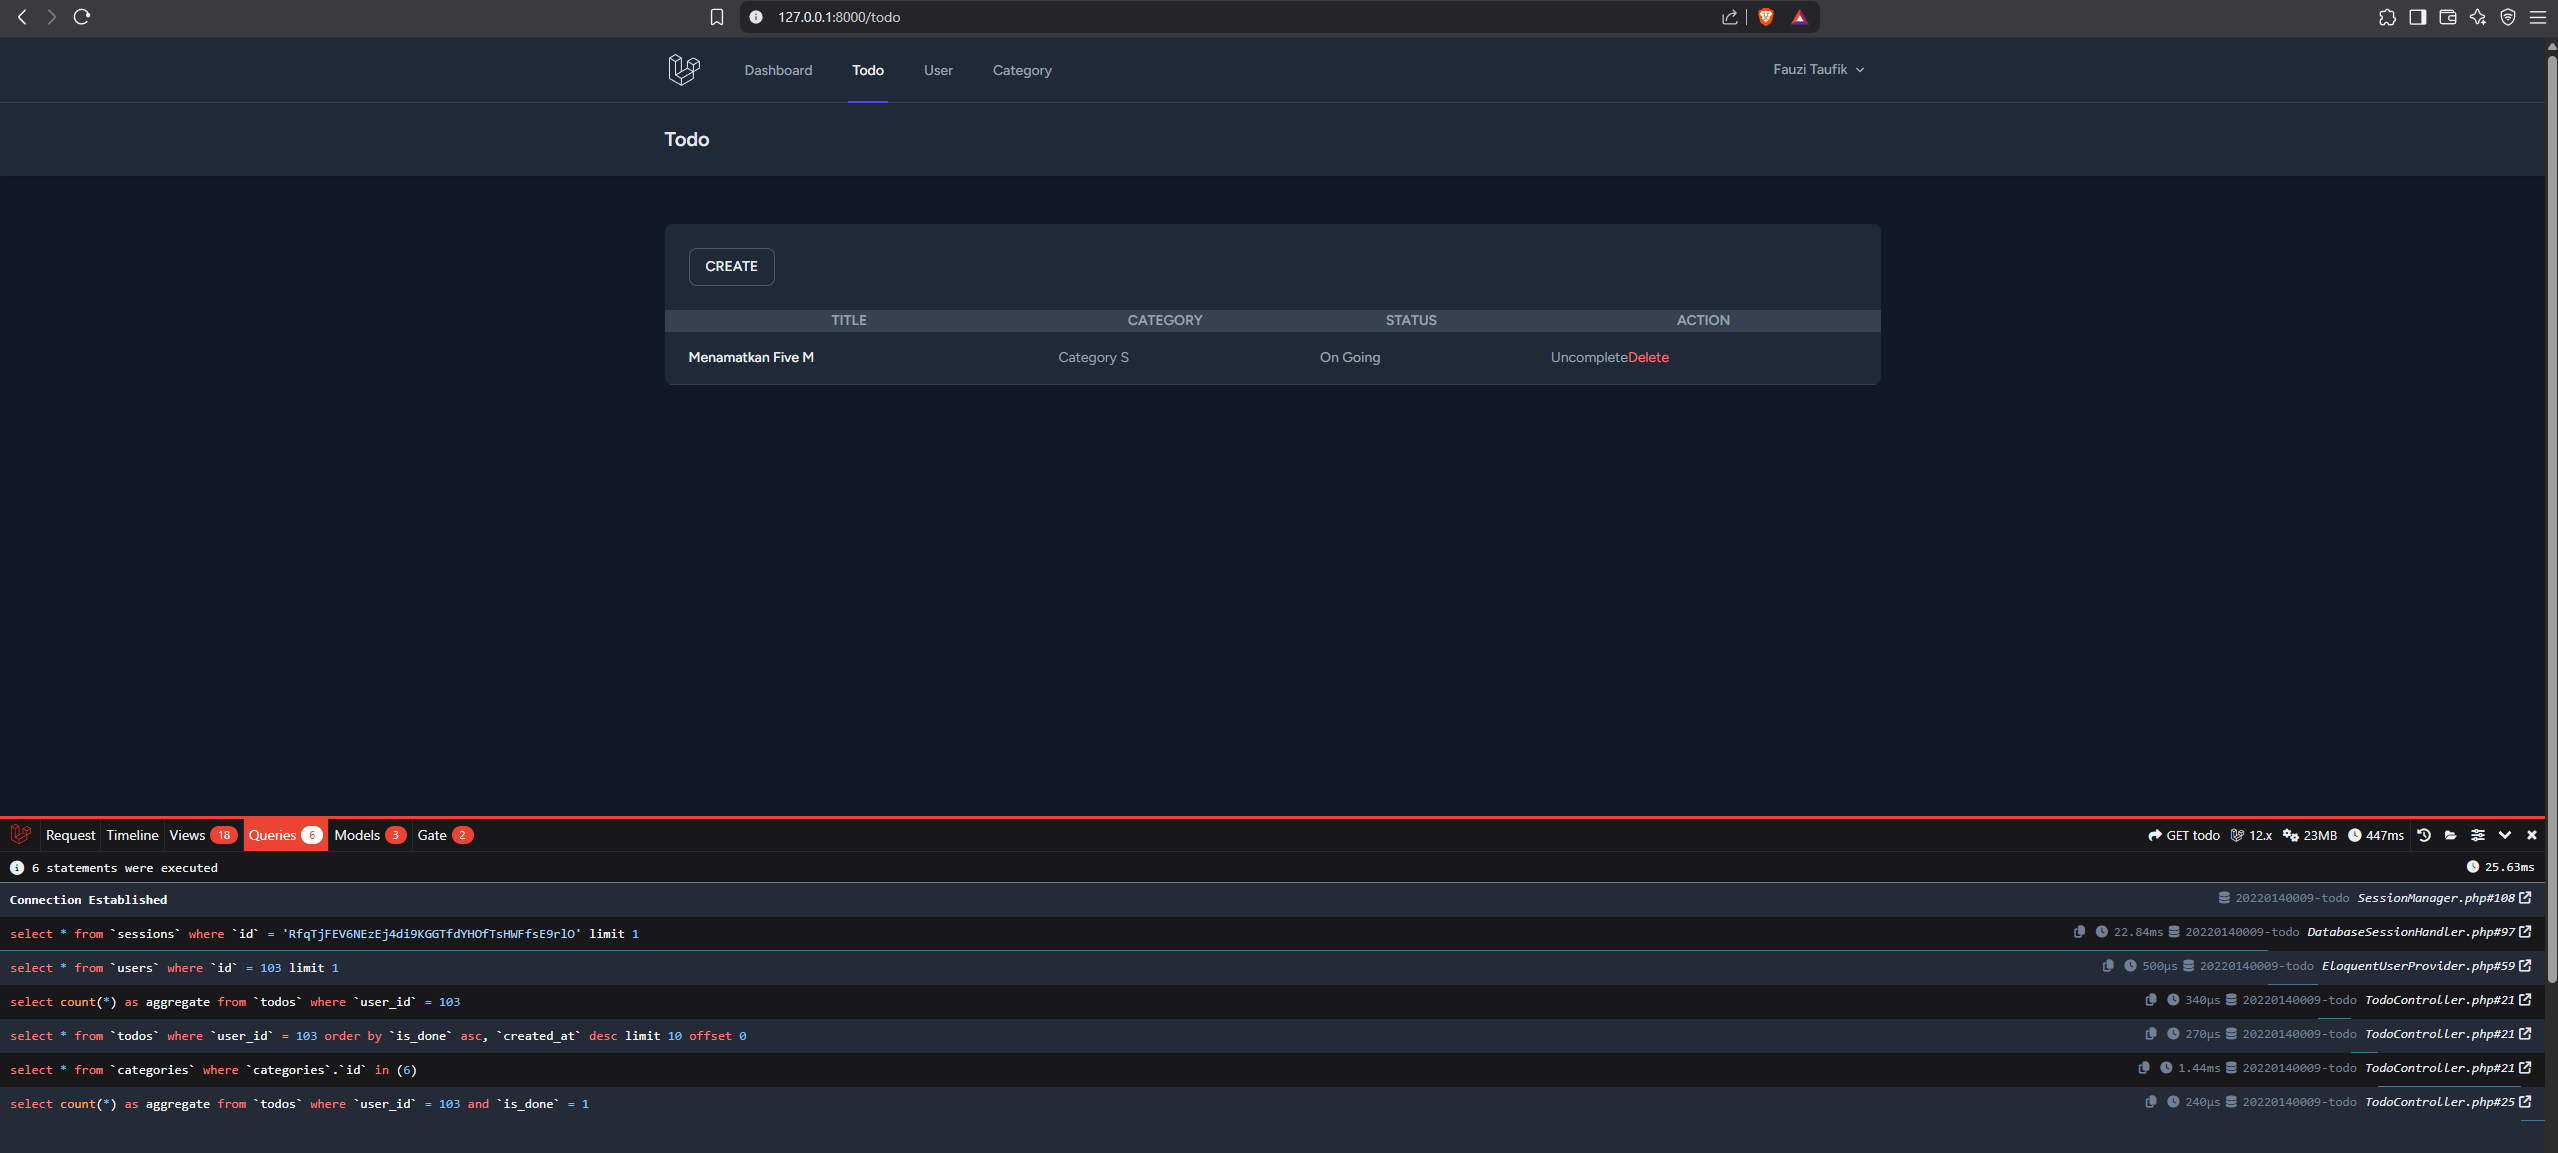 127.0.0.1:8000/todo
Dashboard Todo User Category Fauzi Taufik
Todo
CREATE
TITLE CATEGORY STATUS ACTION
Menamatkan Five M Category S On Going UncompleteDelete
Request Timeline Views 18 Queries 6 Models 3 Gate 2 GET todo 12.x 23MB 447ms
6 statements were executed 25.63ms
Connection Established 20220140009-todo SessionManager.php#108
select * from `sessions` where `id` = 'RfqTjFEV6NEzEj4di9KGGTfdYHOfTsHWFfsE9rlO' limit 1 22.84ms 20220140009-todo DatabaseSessionHandler.php#97
select * from `users` where `id` = 103 limit 1 500μs 20220140009-todo EloquentUserProvider.php#59
select count(*) as aggregate from `todos` where `user_id` = 103 340μs 20220140009-todo TodoController.php#21
select * from `todos` where `user_id` = 103 order by `is_done` asc, `created_at` desc limit 10 offset 0 270μs 20220140009-todo TodoController.php#21
select * from `categories` where `categories`.`id` in (6) 1.44ms 20220140009-todo TodoController.php#21
select count(*) as aggregate from `todos` where `user_id` = 103 and `is_done` = 1 240μs 20220140009-todo TodoController.php#25